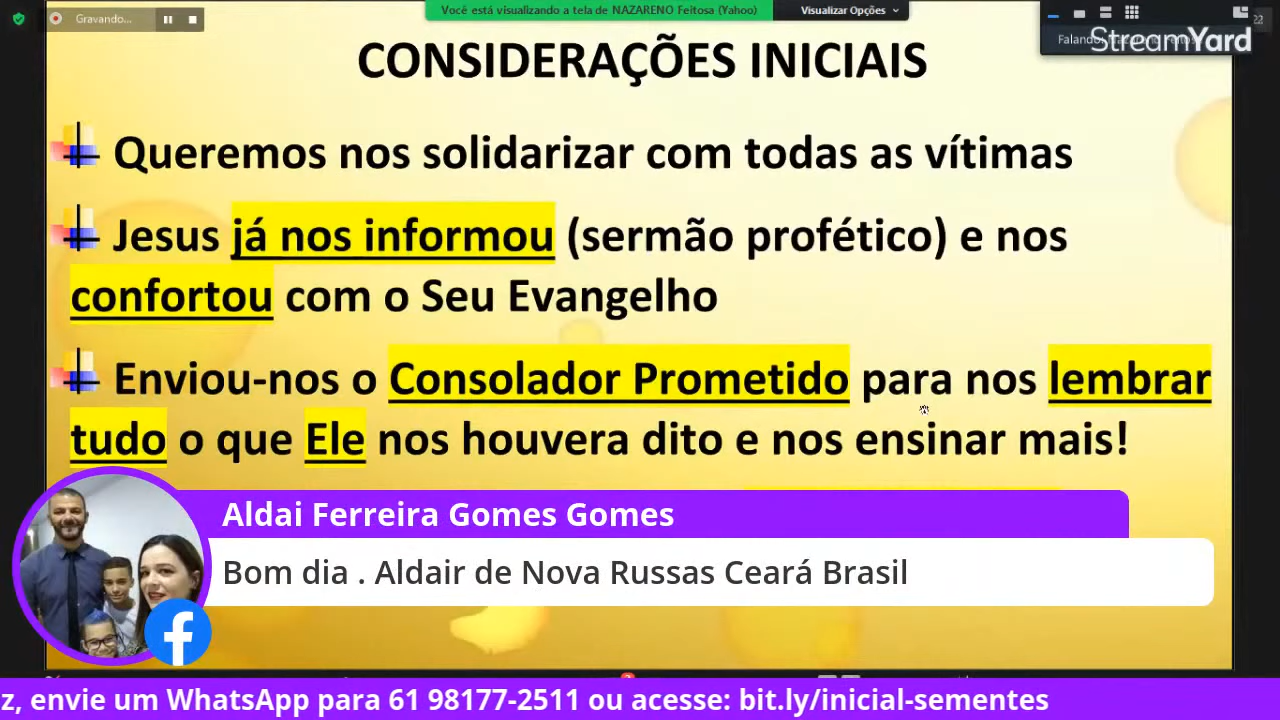 Gravando...
Você está visualizando a tela de NAZARENO Feitosa (Yahoo)
Visualizar Opções
StreamYard
CONSIDERAÇÕES INICIAIS
Queremos nos solidarizar com todas as vítimas
Jesus já nos informou (sermão profético) e nos
confortou com o Seu Evangelho
Enviou-nos o Consolador Prometido para nos lembrar
tudo o que Ele nos houvera dito e nos ensinar mais!
Aldai Ferreira Gomes Gomes
Bom dia . Aldair de Nova Russas Ceará Brasil
z, envie um WhatsApp para 61 98177-2511 ou acesse: bit.ly/inicial-sementes